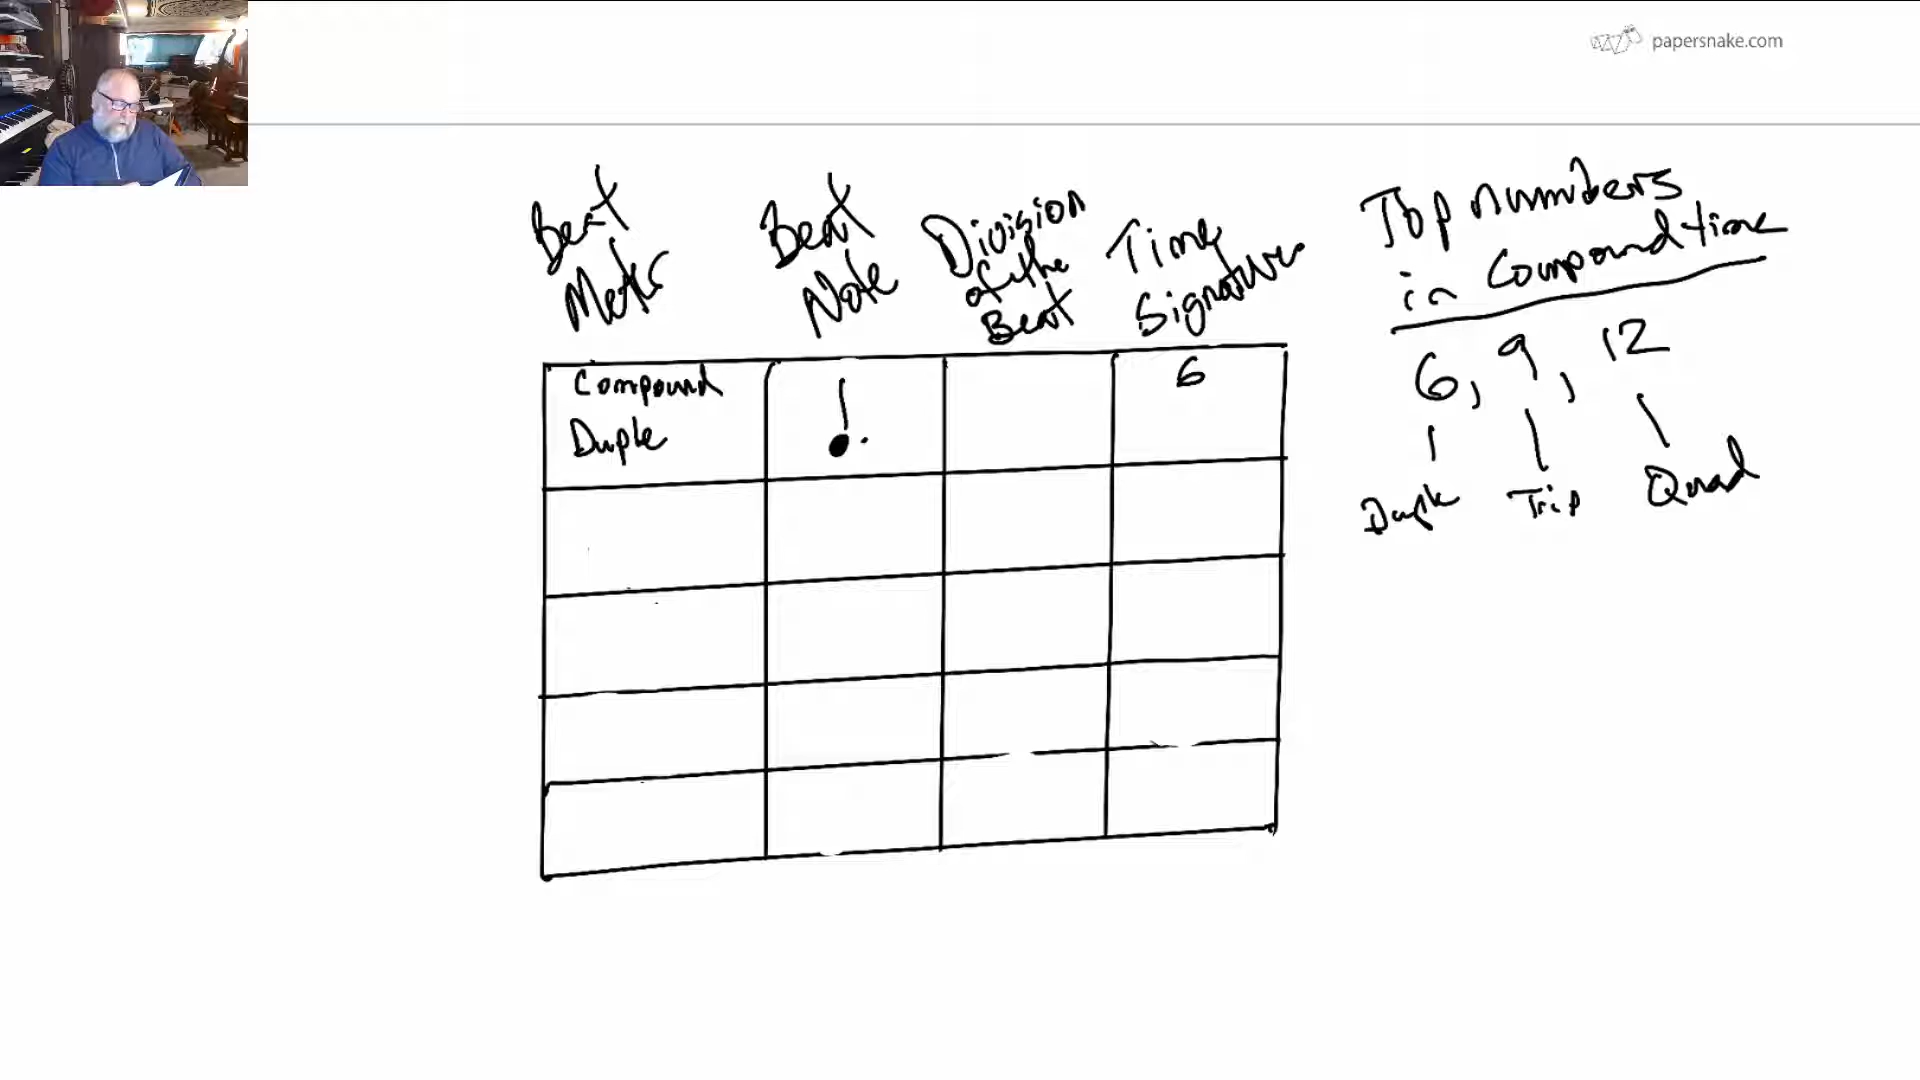 papersnake.com
Beat
Meter
Beat
Note
Division
of the
Beat
Time
Signature
Top numbers
in Compound time
6, 9, 12
Duple Trip Quad
Compound
Duple
6